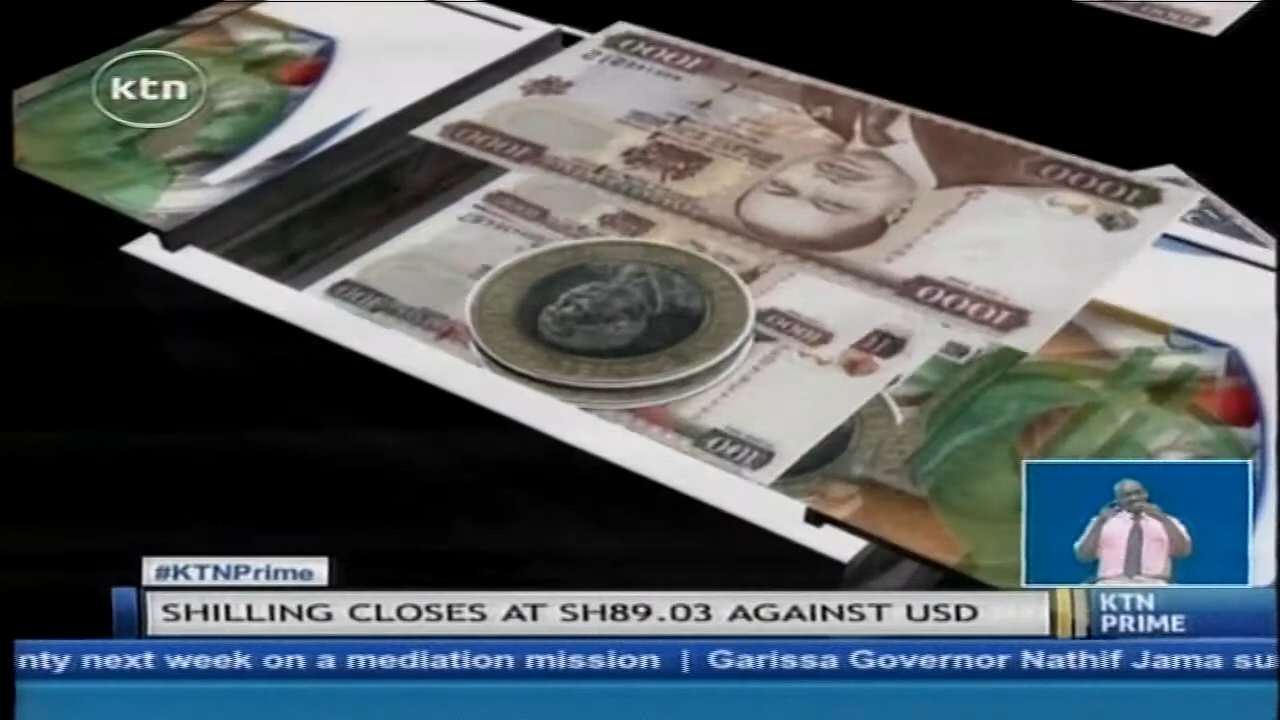 ktn
1000
1000
1000
1000
1000
100
#KTNPrime
SHILLING CLOSES AT SH89.03 AGAINST USD
KTN
PRIME
nty next week on a mediation mission | Garissa Governor Nathif Jama su